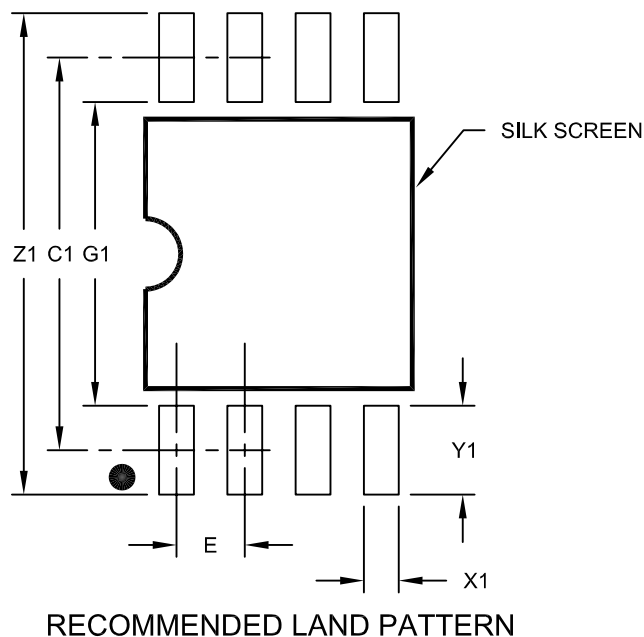 SILK SCREEN
Z1 C1 G1
Y1
E
X1
RECOMMENDED LAND PATTERN